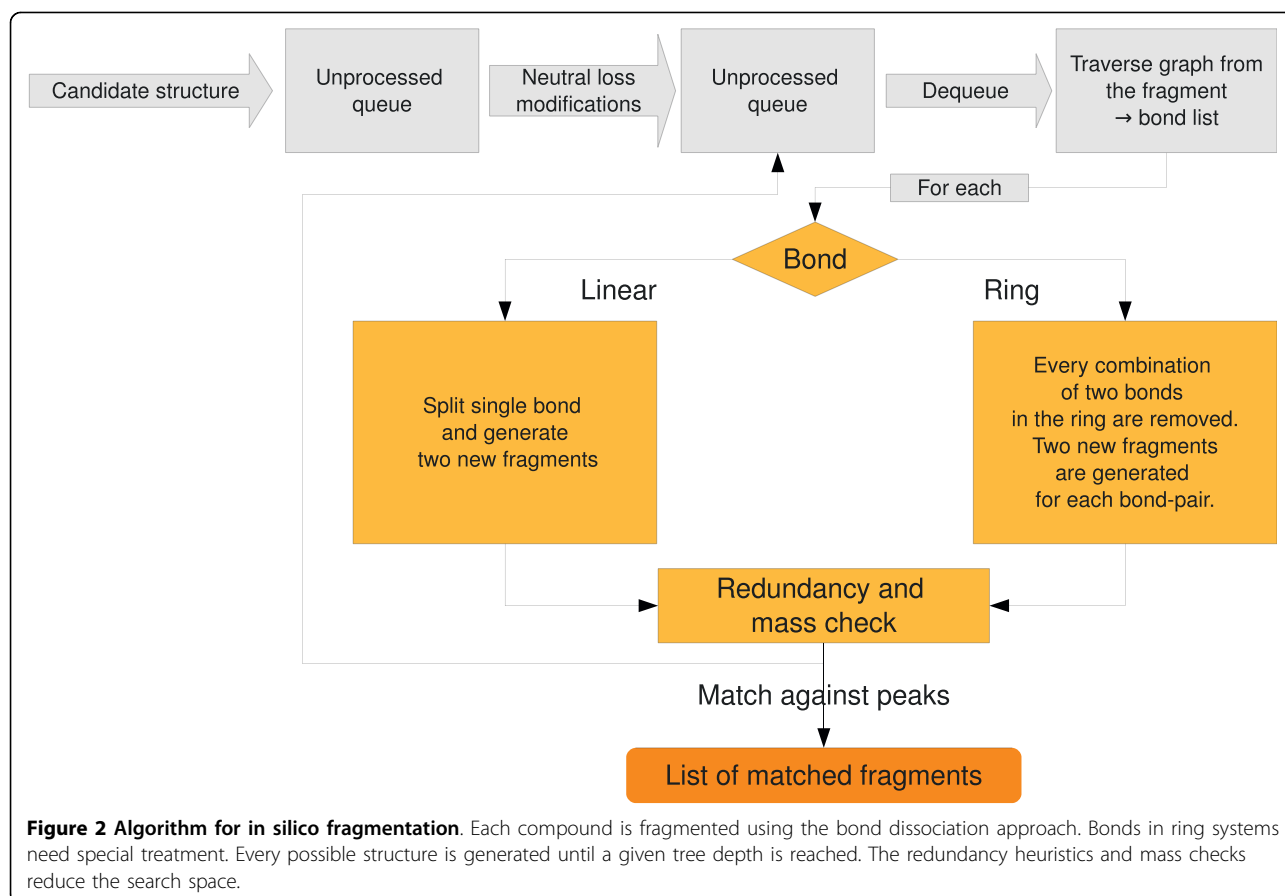 Candidate structure
Unprocessed
queue
Neutral loss
modifications
Unprocessed
queue
Dequeue
Traverse graph from
the fragment
→ bond list
For each
Bond
Linear
Ring
Split single bond
and generate
two new fragments
Every combination
of two bonds
in the ring are removed.
Two new fragments
are generated
for each bond-pair.
Redundancy and
mass check
Match against peaks
List of matched fragments
Figure 2 Algorithm for in silico fragmentation. Each compound is fragmented using the bond dissociation approach. Bonds in ring systems
need special treatment. Every possible structure is generated until a given tree depth is reached. The redundancy heuristics and mass checks
reduce the search space.